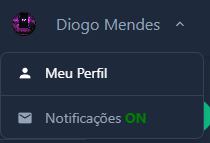 Diogo Mendes
Meu Perfil
Notificações ON